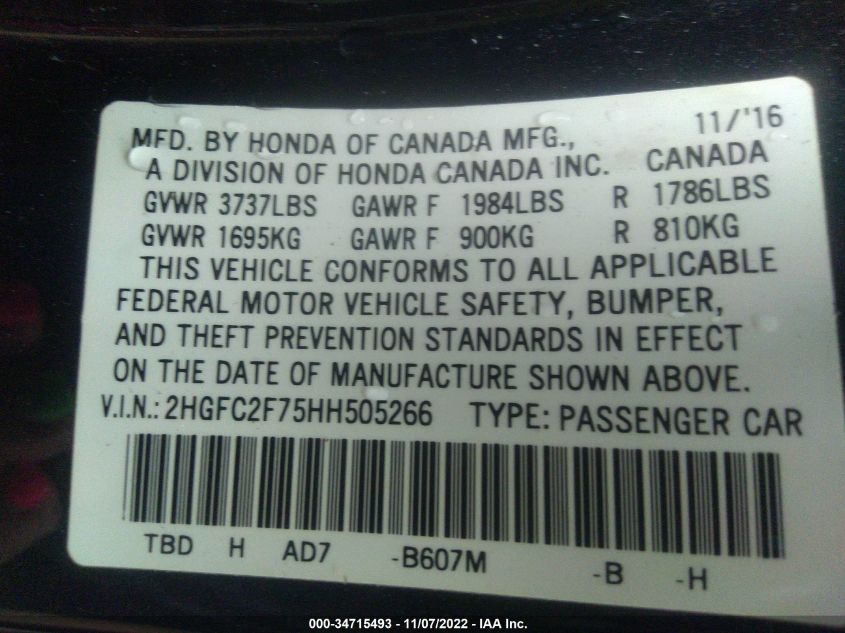 11/'16
MFD. BY HONDA OF CANADA MFG.,
A DIVISION OF HONDA CANADA INC. CANADA
GVWR 3737LBS GAWR F 1984LBS R 1786LBS
GVWR 1695KG GAWR F 900KG R 810KG
THIS VEHICLE CONFORMS TO ALL APPLICABLE
FEDERAL MOTOR VEHICLE SAFETY, BUMPER,
AND THEFT PREVENTION STANDARDS IN EFFECT
ON THE DATE OF MANUFACTURE SHOWN ABOVE.
V.I.N.: 2HGFC2F75HH505266 TYPE: PASSENGER CAR
TBD H AD7 -B607M -B -H
000-34715493 - 11/07/2022 - IAA Inc.